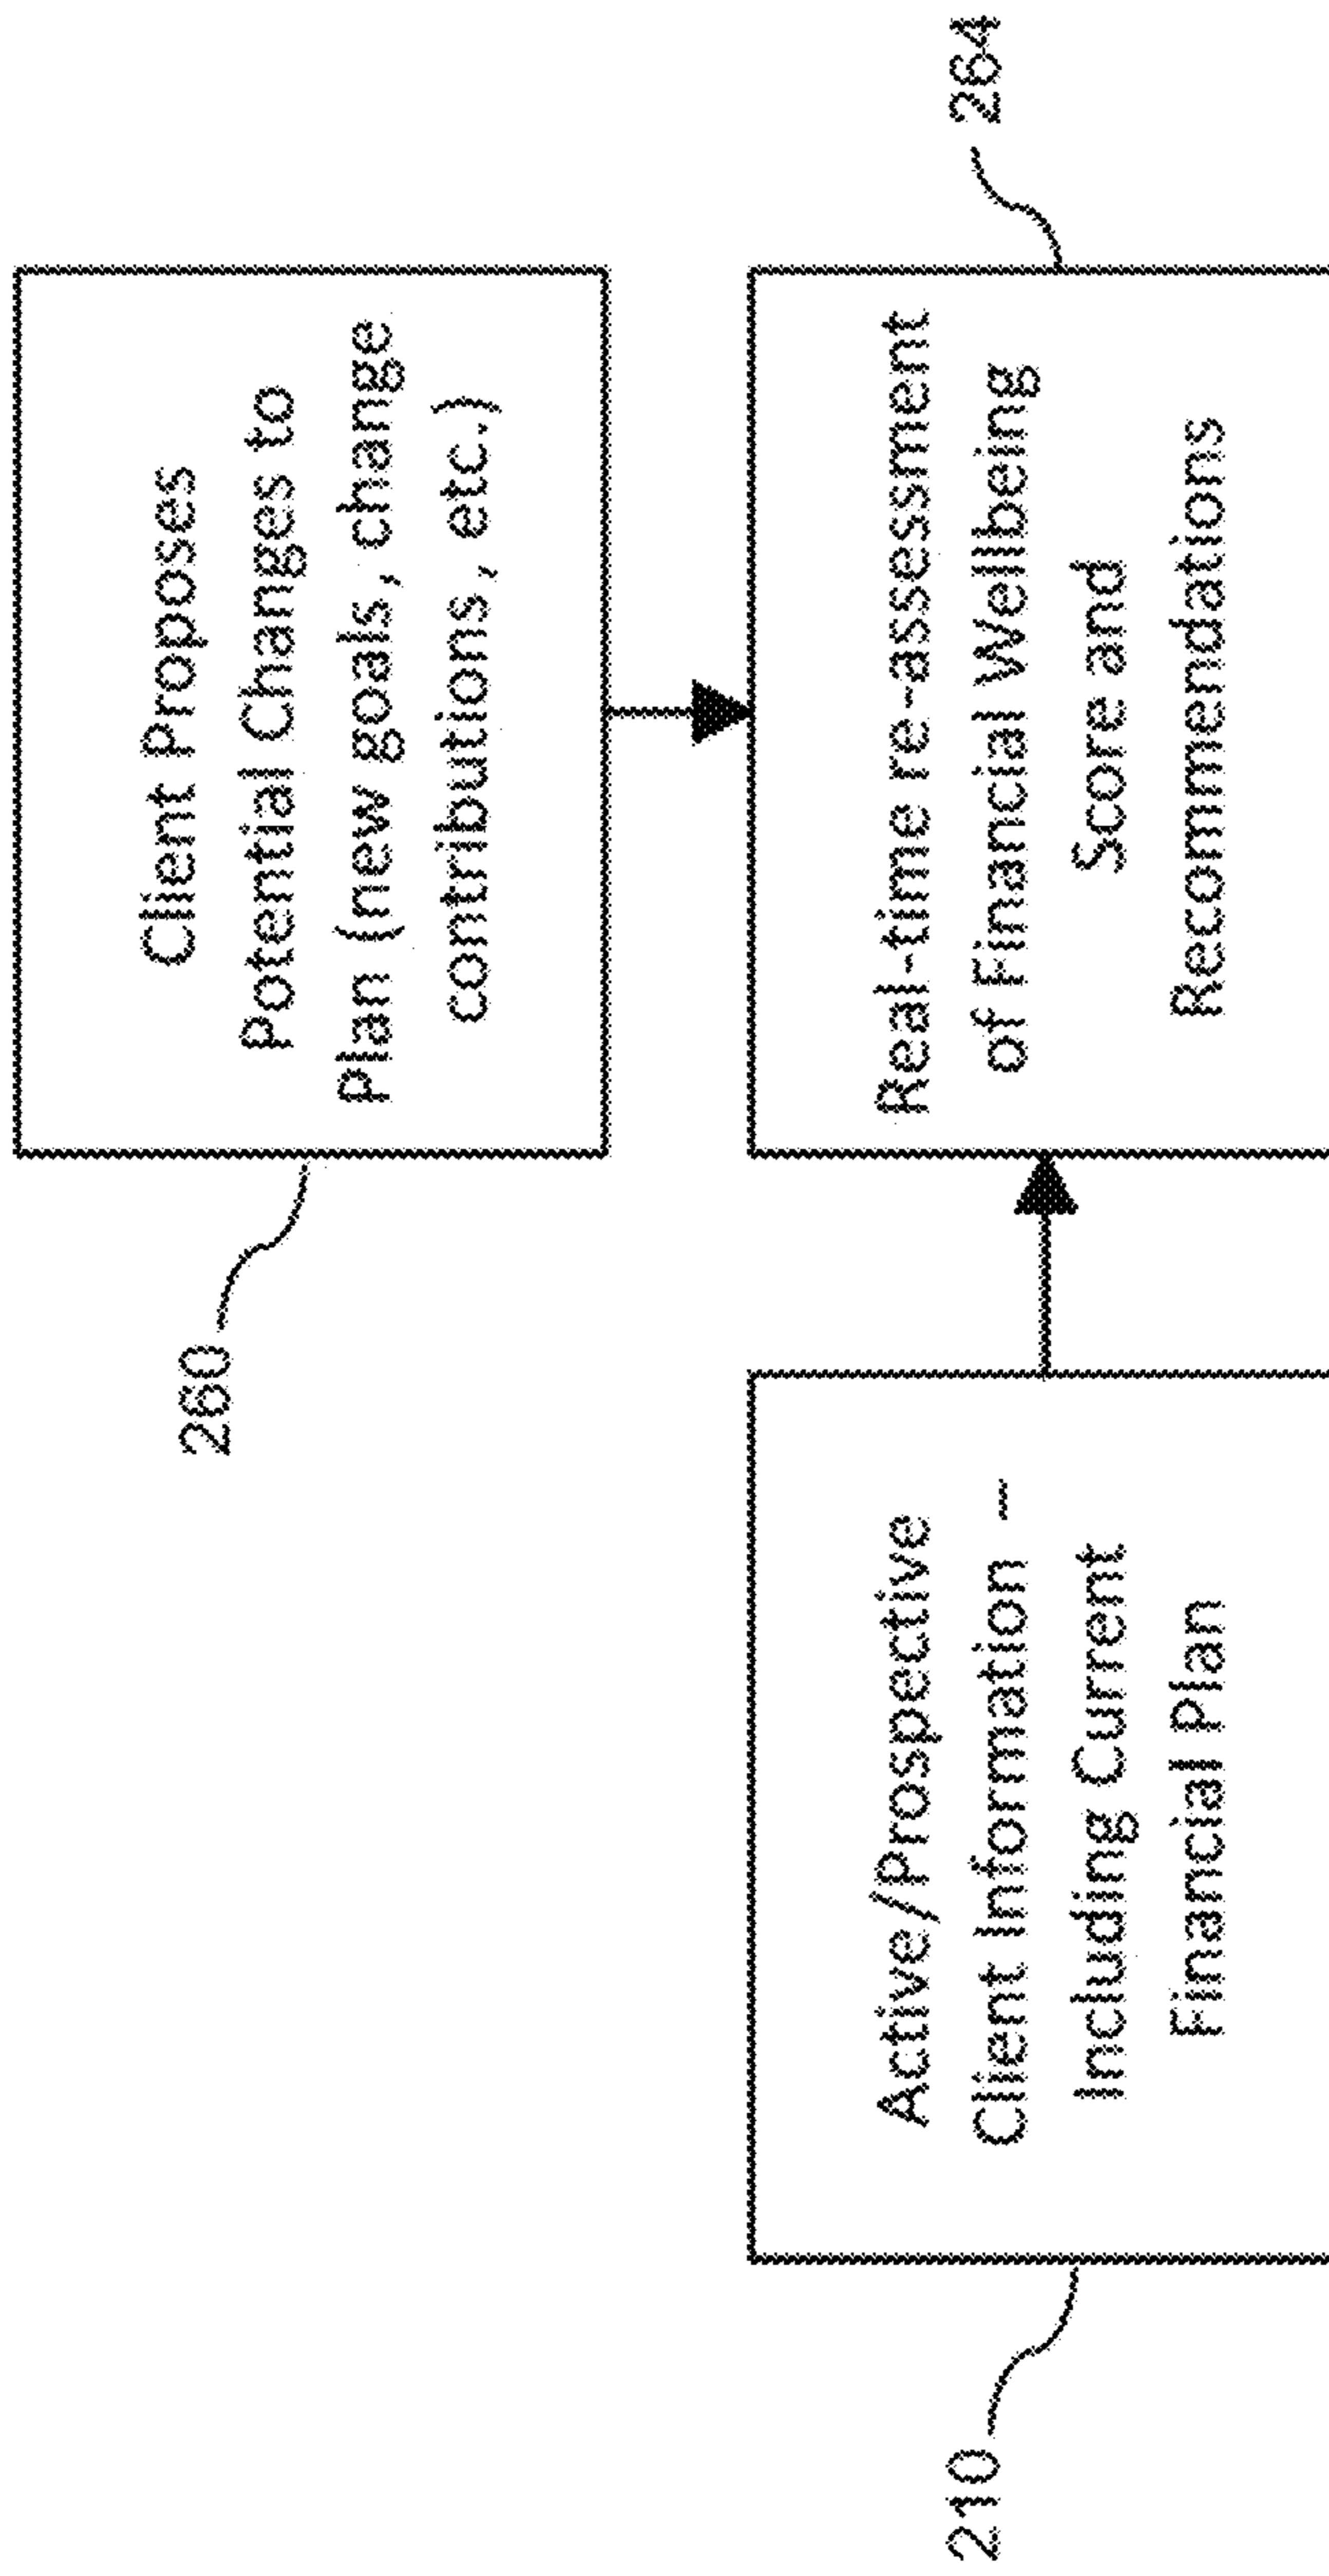 260
Client Proposes
Potential Changes to
Plan (new goals, change
contributions, etc.)
210
Active/Prospective
Client Information –
Including Current
Financial Plan
Real-time re-assessment
of Financial Wellbeing
Score and
Recommendations
264